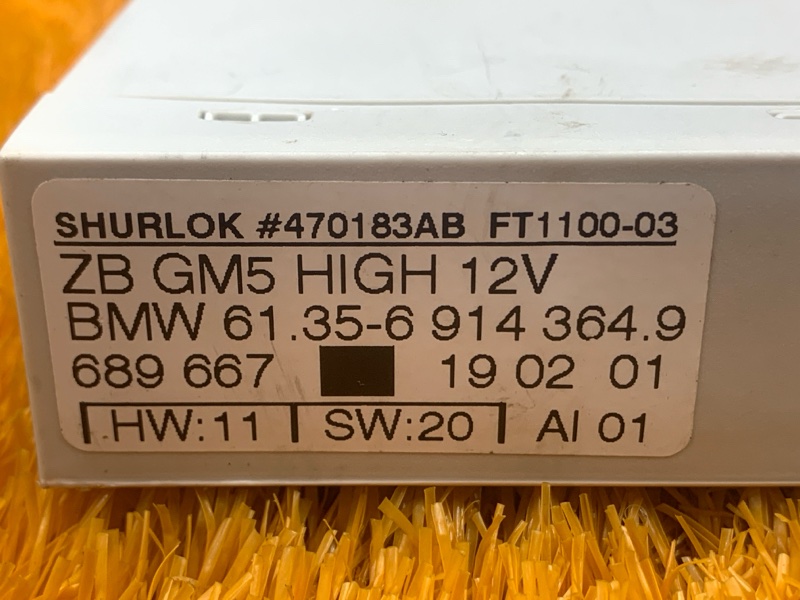 SHURLOK #470183AB FT1100-03
ZB GM5 HIGH 12V
BMW 61.35-6 914 364.9
689 667 19 02 01
HW:11 SW:20 AI 01